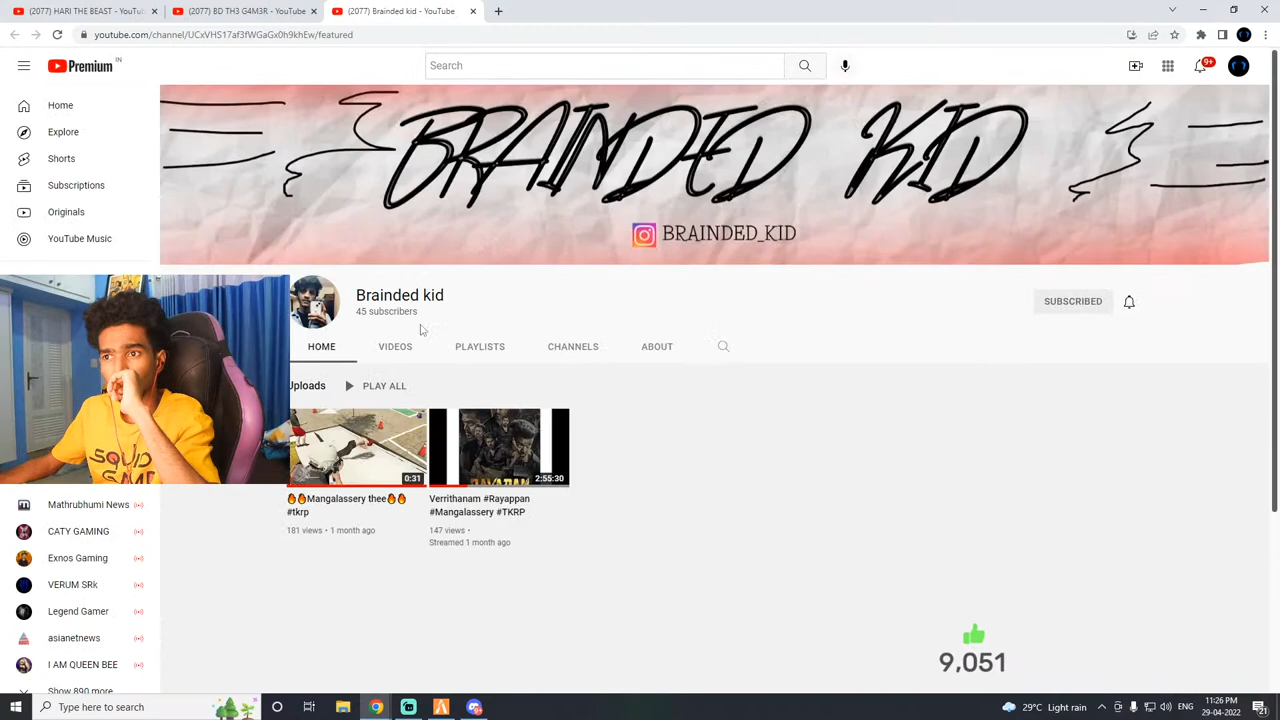 (2077) HARI THE BEAST - YouTube
(2077) BD TH3 G4M3R - YouTube
(2077) Brainded kid - YouTube
youtube.com/channel/UCxVHS17af3fWGaGx0h9khEw/featured
Premium IN
Search
9+
Home
Explore
Shorts
Subscriptions
Originals
YouTube Music
BRAINDED KID
BRAINDED_KID
Brainded kid
45 subscribers
SUBSCRIBED
HOME
VIDEOS
PLAYLISTS
CHANNELS
ABOUT
Uploads
PLAY ALL
0:31
2:55:30
🔥🔥Mangalassery thee🔥🔥
#tkrp
181 views • 1 month ago
Verrithanam #Rayappan
#Mangalassery #TKRP
147 views •
Streamed 1 month ago
SQUID
GAME
Mathrubhumi News
CATY GAMING
Exnos Gaming
VERUM SRk
Legend Gamer
asianetnews
I AM QUEEN BEE
Show 890 more
9,051
Type here to search
29°C Light rain
ENG
11:26 PM
29-04-2022
21